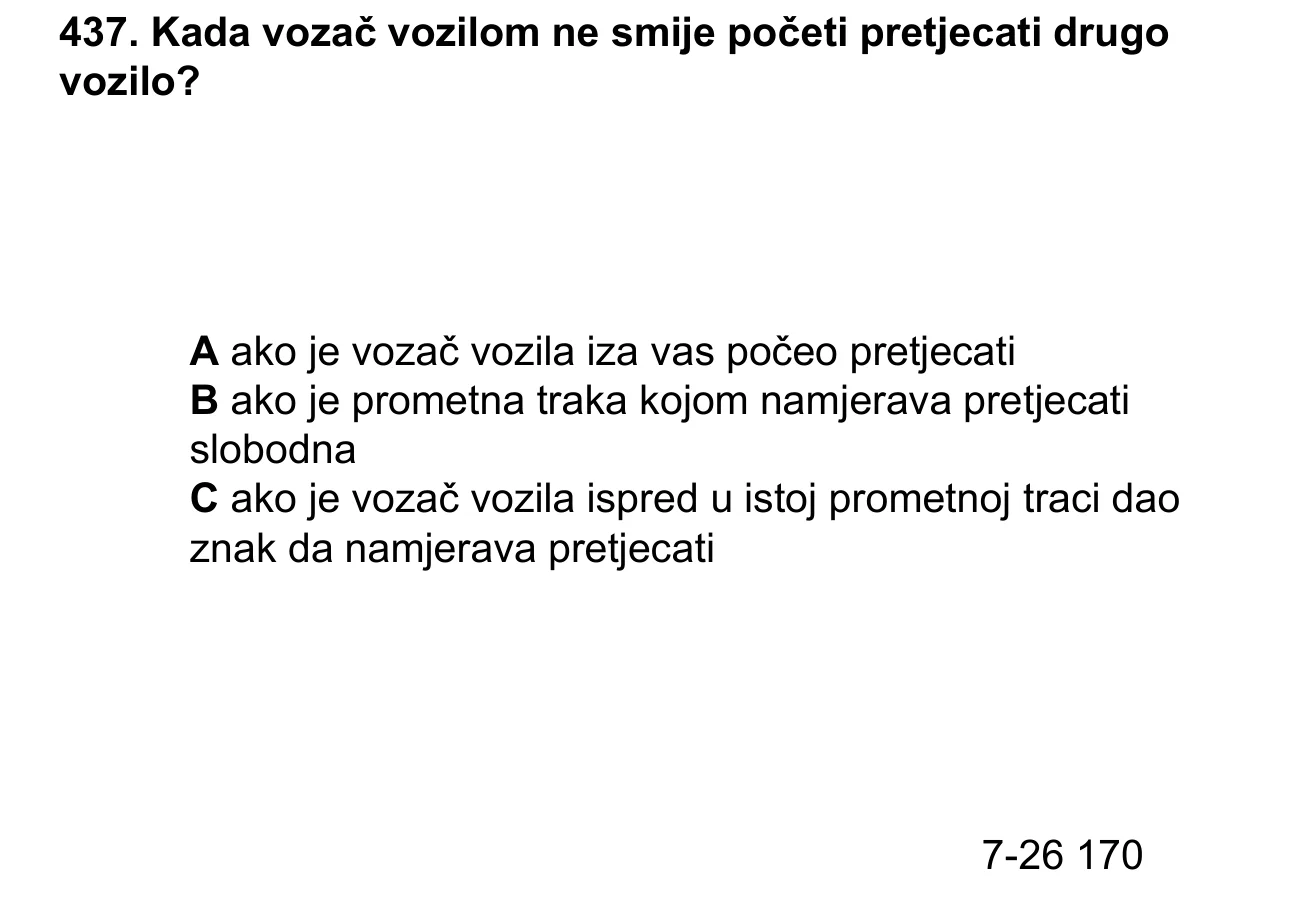 437. Kada vozač vozilom ne smije početi pretjecati drugo
vozilo?
A ako je vozač vozila iza vas počeo pretjecati
B ako je prometna traka kojom namjerava pretjecati
slobodna
C ako je vozač vozila ispred u istoj prometnoj traci dao
znak da namjerava pretjecati
7-26 170